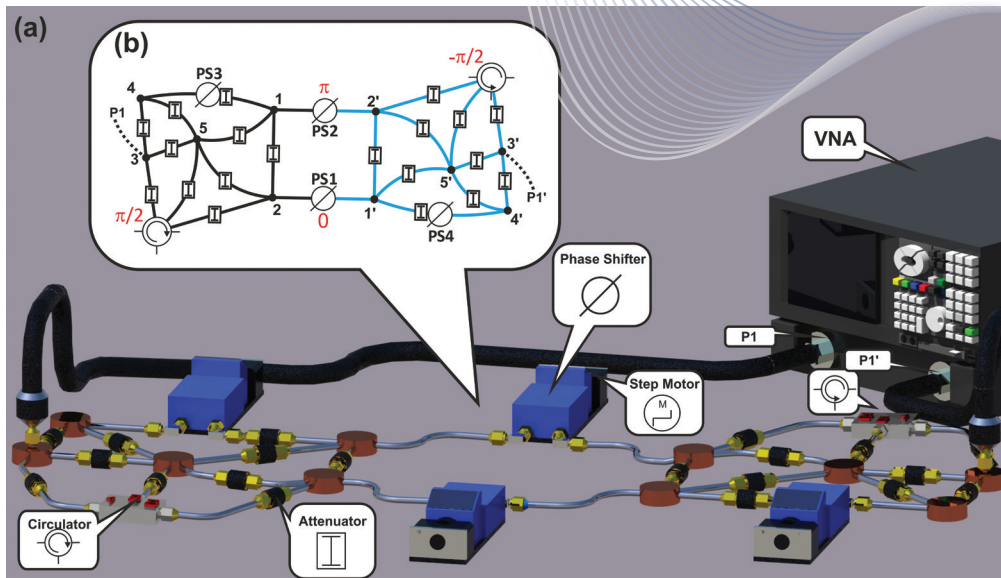 (a)
(b)
-π/2
PS3
π
4
1
2'
P1
PS2
VNA
5
3'
3'
5'
P1'
PS1
π/2
2
1'
4'
0
PS4
Phase Shifter
P1
P1'
Step Motor
M
Circulator
Attenuator